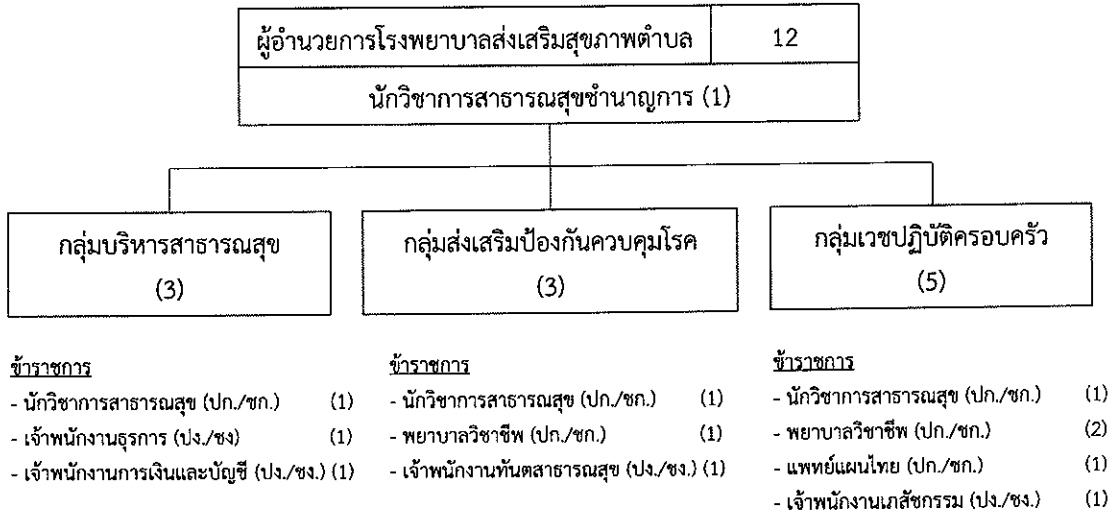 ผู้อำนวยการโรงพยาบาลส่งเสริมสุขภาพตำบล 12
นักวิชาการสาธารณสุขชำนาญการ (1)
กลุ่มบริหารสาธารณสุข
(3)
กลุ่มส่งเสริมป้องกันควบคุมโรค
(3)
กลุ่มเวชปฏิบัติครอบครัว
(5)
ข้าราชการ
- นักวิชาการสาธารณสุข (ปก./ชก.) (1)
- เจ้าพนักงานธุรการ (ปง./ชง) (1)
- เจ้าพนักงานการเงินและบัญชี (ปง./ชง.) (1)
ข้าราชการ
- นักวิชาการสาธารณสุข (ปก./ชก.) (1)
- พยาบาลวิชาชีพ (ปก./ชก.) (1)
- เจ้าพนักงานทันตสาธารณสุข (ปง./ชง.) (1)
ข้าราชการ
- นักวิชาการสาธารณสุข (ปก./ชก.) (1)
- พยาบาลวิชาชีพ (ปก./ชก.) (2)
- แพทย์แผนไทย (ปก./ชก.) (1)
- เจ้าพนักงานเภสัชกรรม (ปง./ชง.) (1)